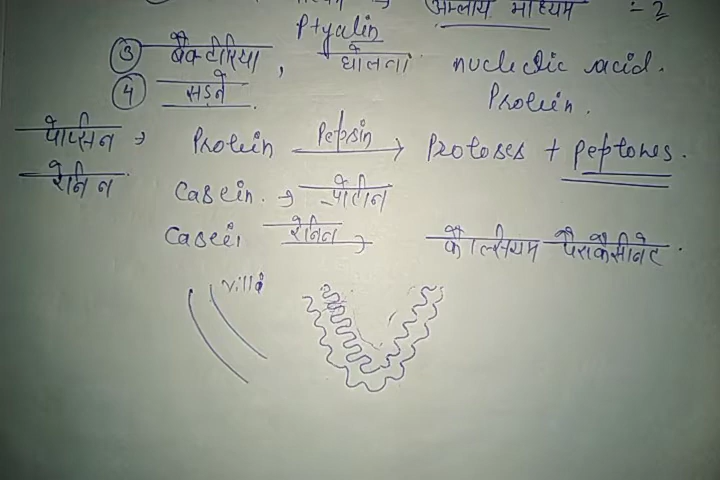 अम्लीय माध्यम :- 2
Ptyalin
③ बैक्टीरिया, घोलना nucleic acid.
④ सड़ने Protein.
पेप्सिन → Protein Pepsin → Protoses + peptones.
रेनिन
Casein. → प्रोटीन
Casein रेनिन → कैल्सियम पैराकैसीनेट.
villi